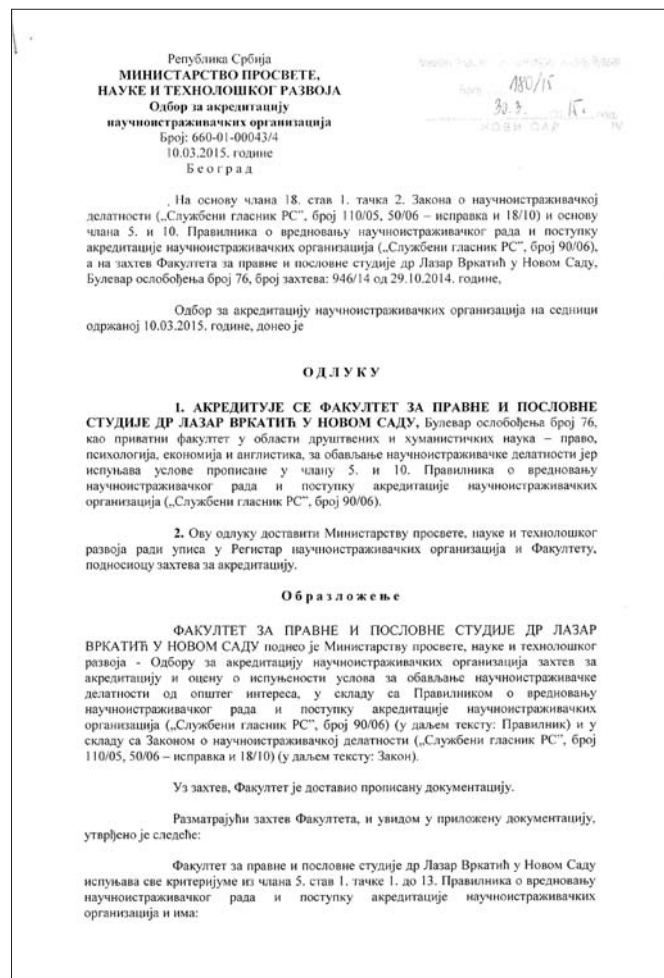 Република Србија
МИНИСТАРСТВО ПРОСВЕТЕ,
НАУКЕ И ТЕХНОЛОШКОГ РАЗВОЈА
Одбор за акредитацију
научноистраживачких организација
Број: 660-01-00043/4
10.03.2015. године
Београд
180/15
30.3. 15.
НОВИ САД
На основу члана 18. став 1. тачка 2. Закона о научноистраживачкој
делатности („Службени гласник РС”, број 110/05, 50/06 – исправка и 18/10) и основу
члана 5. и 10. Правилника о вредновању научноистраживачког рада и поступку
акредитације научноистраживачких организација („Службени гласник РС”, број 90/06),
а на захтев Факултета за правне и пословне студије др Лазар Вркатић у Новом Саду,
Булевар ослобођења број 76, број захтева: 946/14 од 29.10.2014. године,
Одбор за акредитацију научноистраживачких организација на седници
одржаној 10.03.2015. године, донео је
ОДЛУКУ
1. АКРЕДИТУЈЕ СЕ ФАКУЛТЕТ ЗА ПРАВНЕ И ПОСЛОВНЕ
СТУДИЈЕ ДР ЛАЗАР ВРКАТИЋ У НОВОМ САДУ, Булевар ослобођења број 76,
као приватни факултет у области друштвених и хуманистичких наука – право,
психологија, економија и англистика, за обављање научноистраживачке делатности јер
испуњава услове прописане у члану 5. и 10. Правилника о вредновању
научноистраживачког рада и поступку акредитације научноистраживачких
организација („Службени гласник РС”, број 90/06).
2. Ову одлуку доставити Министарству просвете, науке и технолошког
развоја ради уписа у Регистар научноистраживачких организација и Факултету,
подносиоцу захтева за акредитацију.
Образложење
ФАКУЛТЕТ ЗА ПРАВНЕ И ПОСЛОВНЕ СТУДИЈЕ ДР ЛАЗАР
ВРКАТИЋ У НОВОМ САДУ поднео је Министарству просвете, науке и технолошког
развоја - Одбору за акредитацију научноистраживачких организација захтев за
акредитацију и оцену о испуњености услова за обављање научноистраживачке
делатности од општег интереса, у складу са Правилником о вредновању
научноистраживачког рада и поступку акредитације научноистраживачких
организација („Службени гласник РС”, број 90/06) (у даљем тексту: Правилник) и у
складу са Законом о научноистраживачкој делатности („Службени гласник РС”, број
110/05, 50/06 – исправка и 18/10) (у даљем тексту: Закон).
Уз захтев, Факултет је доставио прописану документацију.
Разматрајући захтев Факултета, и увидом у приложену документацију,
утврђено је следеће:
Факултет за правне и пословне студије др Лазар Вркатић у Новом Саду
испуњава све критеријуме из члана 5. став 1. тачке 1. до 13. Правилника о вредновању
научноистраживачког рада и поступку акредитације научноистраживачких
организација и има: